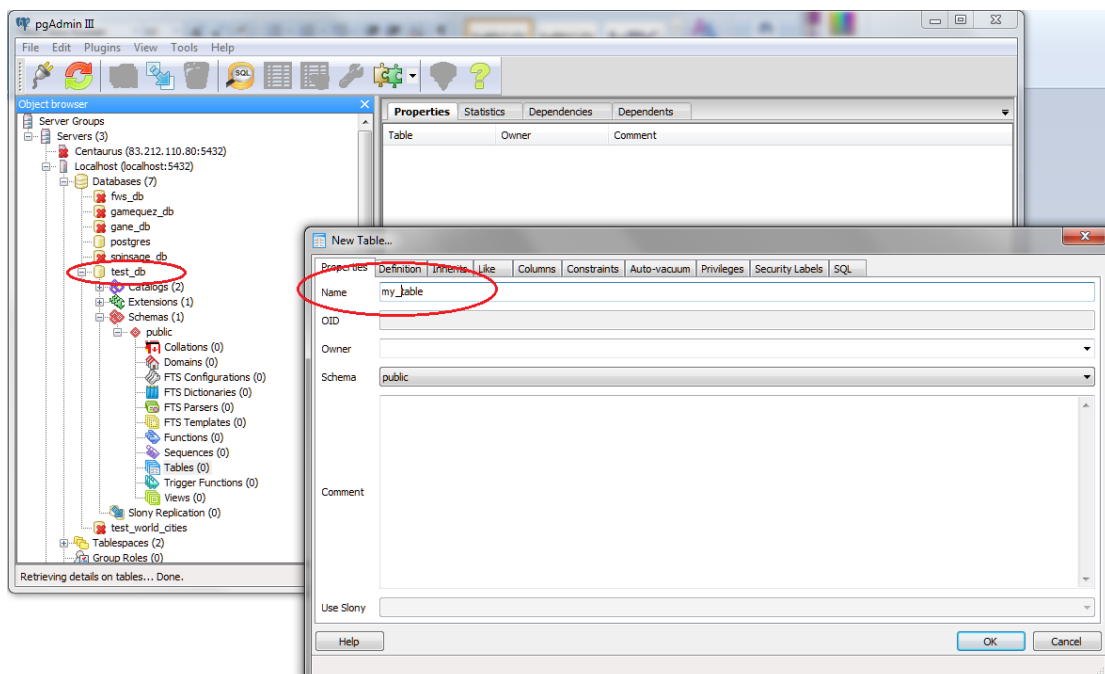 pgAdmin III
File Edit Plugins View Tools Help
SQL
Object browser
Server Groups
Servers (3)
Centaurus (83.212.110.80:5432)
Localhost (localhost:5432)
Databases (7)
fws_db
gamequez_db
gane_db
postgres
spinsage_db
test_db
Catalogs (2)
Extensions (1)
Schemas (1)
public
Collations (0)
Domains (0)
FTS Configurations (0)
FTS Dictionaries (0)
FTS Parsers (0)
FTS Templates (0)
Functions (0)
Sequences (0)
Tables (0)
Trigger Functions (0)
Views (0)
Slony Replication (0)
test_world_cities
Tablespaces (2)
Group Roles (0)
Retrieving details on tables... Done.
Properties Statistics Dependencies Dependents
Table Owner Comment
New Table...
Properties Definition Inherits Like Columns Constraints Auto-vacuum Privileges Security Labels SQL
Name my_table
OID
Owner
Schema public
Comment
Use Slony
Help OK Cancel